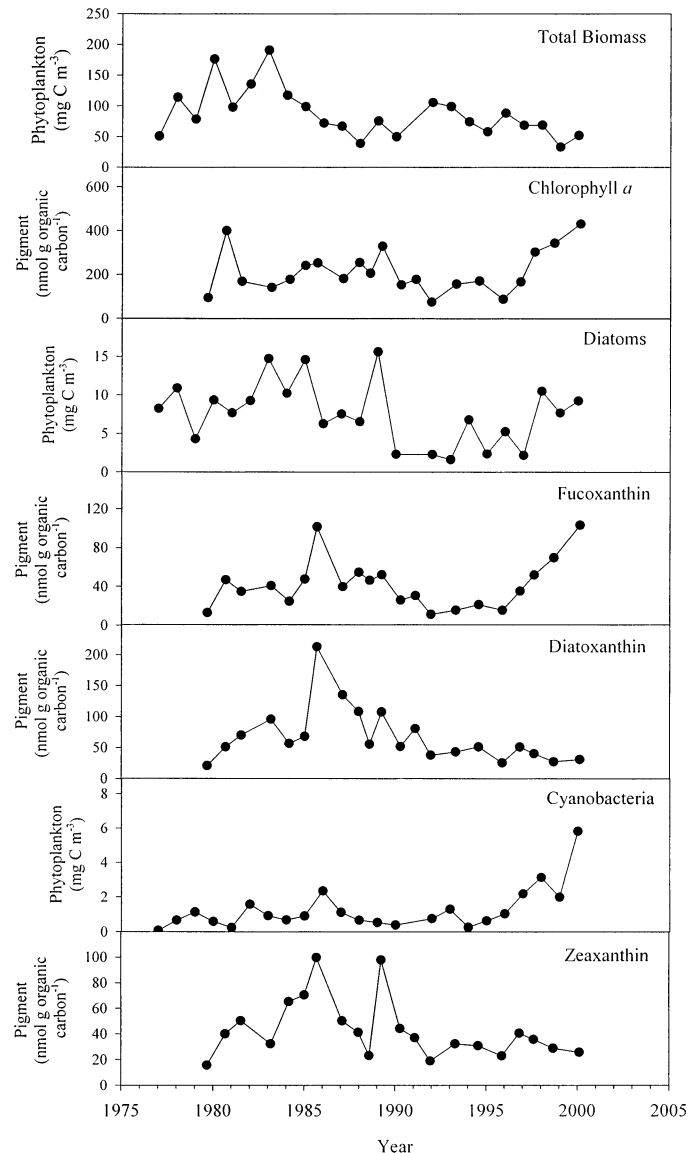 Total Biomass
Phytoplankton
(mg C m⁻³)
250
200
150
100
50
0
Chlorophyll a
Pigment
(nmol g organic
carbon⁻¹)
600
400
200
0
Diatoms
Phytoplankton
(mg C m⁻³)
15
10
5
0
Fucoxanthin
Pigment
(nmol g organic
carbon⁻¹)
120
80
40
0
Diatoxanthin
Pigment
(nmol g organic
carbon⁻¹)
200
150
100
50
0
Cyanobacteria
Phytoplankton
(mg C m⁻³)
8
6
4
2
0
Zeaxanthin
Pigment
(nmol g organic
carbon⁻¹)
100
80
60
40
20
0
1975 1980 1985 1990 1995 2000 2005
Year